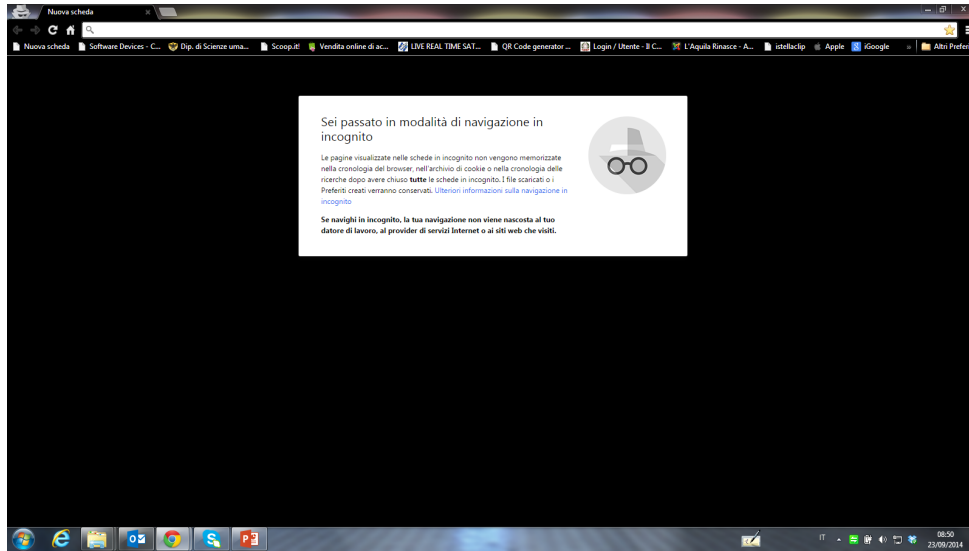 Nuova scheda
Nuova scheda Software Devices - C... Dip. di Scienze uma... Scoop.it! Vendita online di ac... LIVE REAL TIME SAT... QR Code generator ... Login / Utente - Il C... L'Aquila Rinasce - A... istellaclip Apple iGoogle » Altri Prefer
Sei passato in modalità di navigazione in
incognito
Le pagine visualizzate nelle schede in incognito non vengono memorizzate
nella cronologia del browser, nell'archivio di cookie o nella cronologia delle
ricerche dopo avere chiuso tutte le schede in incognito. I file scaricati o i
Preferiti creati verranno conservati. Ulteriori informazioni sulla navigazione in
incognito
Se navighi in incognito, la tua navigazione non viene nascosta al tuo
datore di lavoro, al provider di servizi Internet o ai siti web che visiti.
IT 08:50
23/09/2014